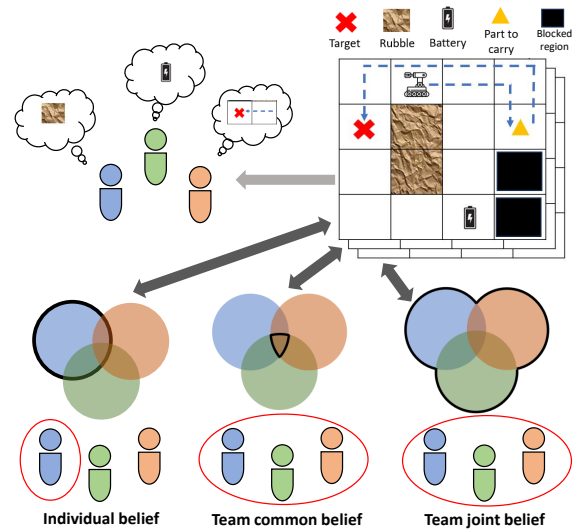 Target
Rubble
Battery
Part to carry
Blocked region
Individual belief
Team common belief
Team joint belief